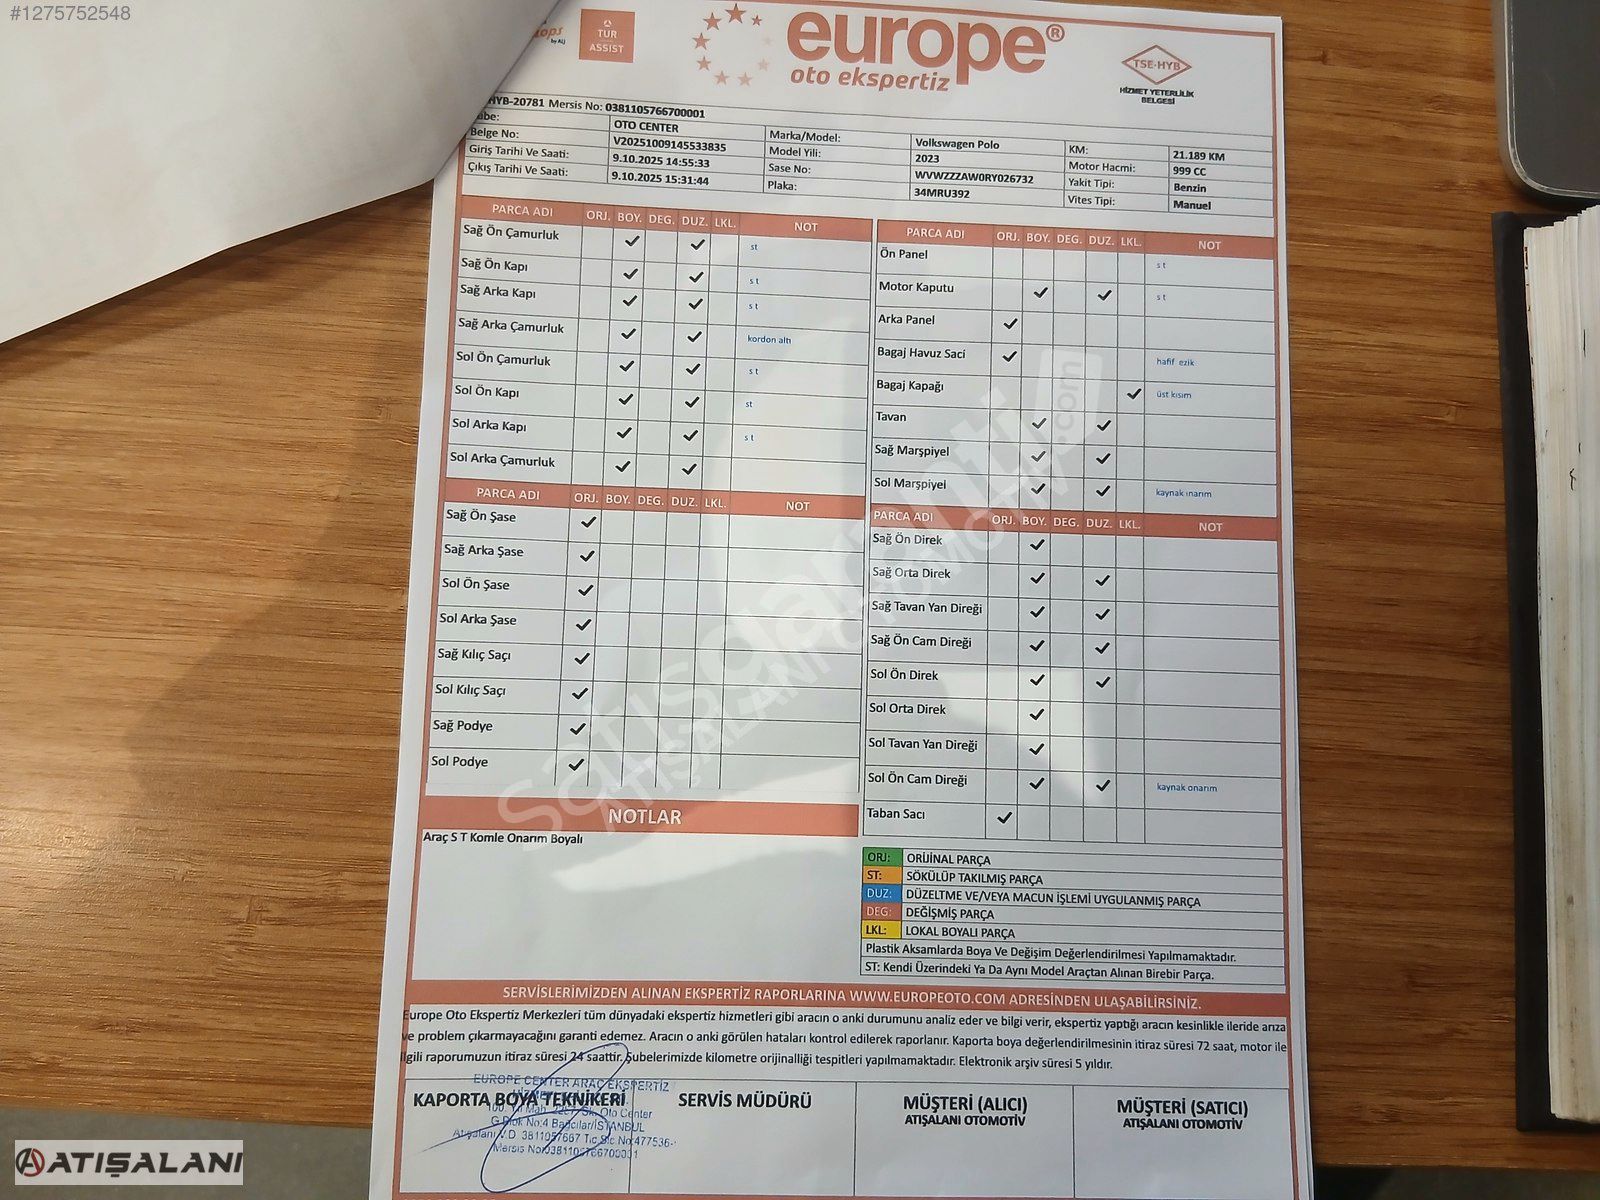 #1275752548
by ALJ
TUR
ASSIST
europe®
oto ekspertiz
TSE-HYB
HİZMET YETERLİLİK
BELGESİ
HYB-20781 Mersis No: 0381105766700001
OTO CENTER
Belge No: V20251009145533835
Giriş Tarihi Ve Saati: 9.10.2025 14:55:33
Çıkış Tarihi Ve Saati: 9.10.2025 15:31:44
Marka/Model: Volkswagen Polo
Model Yili: 2023
Sase No: WVWZZZAW0RY026732
Plaka: 34MRU392
KM: 21.189 KM
Motor Hacmi: 999 CC
Yakit Tipi: Benzin
Vites Tipi: Manuel
PARCA ADI ORJ. BOY. DEG. DUZ. LKL. NOT
Sağ Ön Çamurluk ✓ ✓ st
Sağ Ön Kapı ✓ ✓ s t
Sağ Arka Kapı ✓ ✓ s t
Sağ Arka Çamurluk ✓ ✓ kordon altı
Sol Ön Çamurluk ✓ ✓ s t
Sol Ön Kapı ✓ ✓ st
Sol Arka Kapı ✓ ✓ s t
Sol Arka Çamurluk ✓ ✓
PARCA ADI ORJ. BOY. DEG. DUZ. LKL. NOT
Sağ Ön Şase ✓
Sağ Arka Şase ✓
Sol Ön Şase ✓
Sol Arka Şase ✓
Sağ Kılıç Saçı ✓
Sol Kılıç Saçı ✓
Sağ Podye ✓
Sol Podye ✓
NOTLAR
Araç S T Komle Onarım Boyalı
PARCA ADI ORJ. BOY. DEG. DUZ. LKL. NOT
Ön Panel s t
Motor Kaputu ✓ ✓ s t
Arka Panel ✓
Bagaj Havuz Saci ✓ hafif ezik
Bagaj Kapağı ✓ üst kısım
Tavan ✓ ✓
Sağ Marşpiyel ✓ ✓
Sol Marşpiyel ✓ ✓ kaynak ınarım
PARCA ADI ORJ. BOY. DEG. DUZ. LKL. NOT
Sağ Ön Direk ✓
Sağ Orta Direk ✓ ✓
Sağ Tavan Yan Direği ✓ ✓
Sağ Ön Cam Direği ✓ ✓
Sol Ön Direk ✓ ✓
Sol Orta Direk ✓
Sol Tavan Yan Direği ✓
Sol Ön Cam Direği ✓ ✓ kaynak onarım
Taban Sacı ✓
ORJ: ORİJİNAL PARÇA
ST: SÖKÜLÜP TAKILMIŞ PARÇA
DUZ: DÜZELTME VE/VEYA MACUN İŞLEMİ UYGULANMIŞ PARÇA
DEG: DEĞİŞMİŞ PARÇA
LKL: LOKAL BOYALI PARÇA
Plastik Aksamlarda Boya Ve Değişim Değerlendirilmesi Yapılmamaktadır.
ST: Kendi Üzerindeki Ya Da Aynı Model Araçtan Alınan Birebir Parça.
SERVİSLERİMİZDEN ALINAN EKSPERTİZ RAPORLARINA WWW.EUROPEOTO.COM ADRESİNDEN ULAŞABİLİRSİNİZ.
Europe Oto Ekspertiz Merkezleri tüm dünyadaki ekspertiz hizmetleri gibi aracın o anki durumunu analiz eder ve bilgi verir, ekspertiz yaptığı aracın kesinlikle ileride arıza
ve problem çıkarmayacağını garanti edemez. Aracın o anki görülen hataları kontrol edilerek raporlanır. Kaporta boya değerlendirilmesinin itiraz süresi 72 saat, motor ile
ilgili raporumuzun itiraz süresi 24 saattir. Şubelerimizde kilometre orijinalliği tespitleri yapılmamaktadır. Elektronik arşiv süresi 5 yıldır.
KAPORTA BOYA TEKNİKERİ
EUROPE CENTER ARAÇ EKSPERTİZ
G Blok No:4 Bağcılar/İSTANBUL
SERVİS MÜDÜRÜ
MÜŞTERİ (ALICI)
ATIŞALANI OTOMOTİV
MÜŞTERİ (SATICI)
ATIŞALANI OTOMOTİV
sahibinden.com
ATIŞALANI